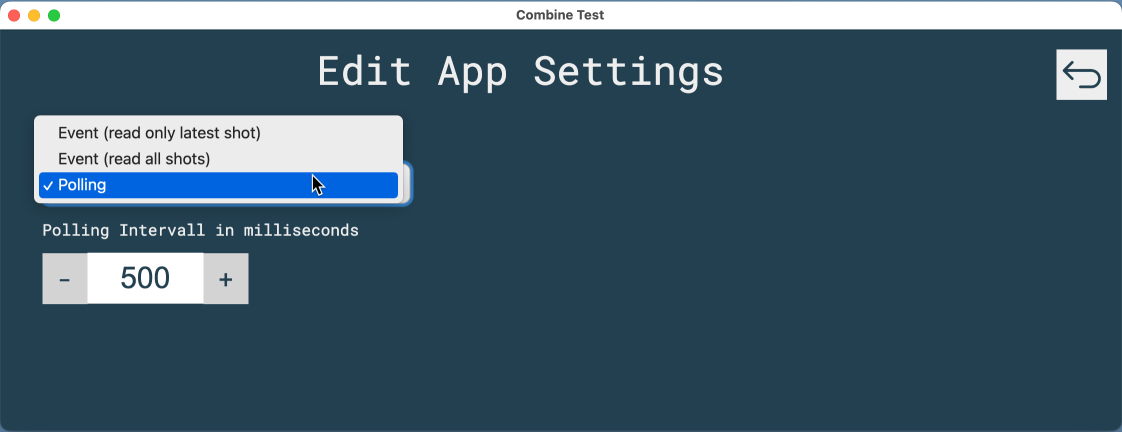 Combine Test
Edit App Settings
Event (read only latest shot)
Event (read all shots)
✓ Polling
Polling Intervall in milliseconds
- 500 +